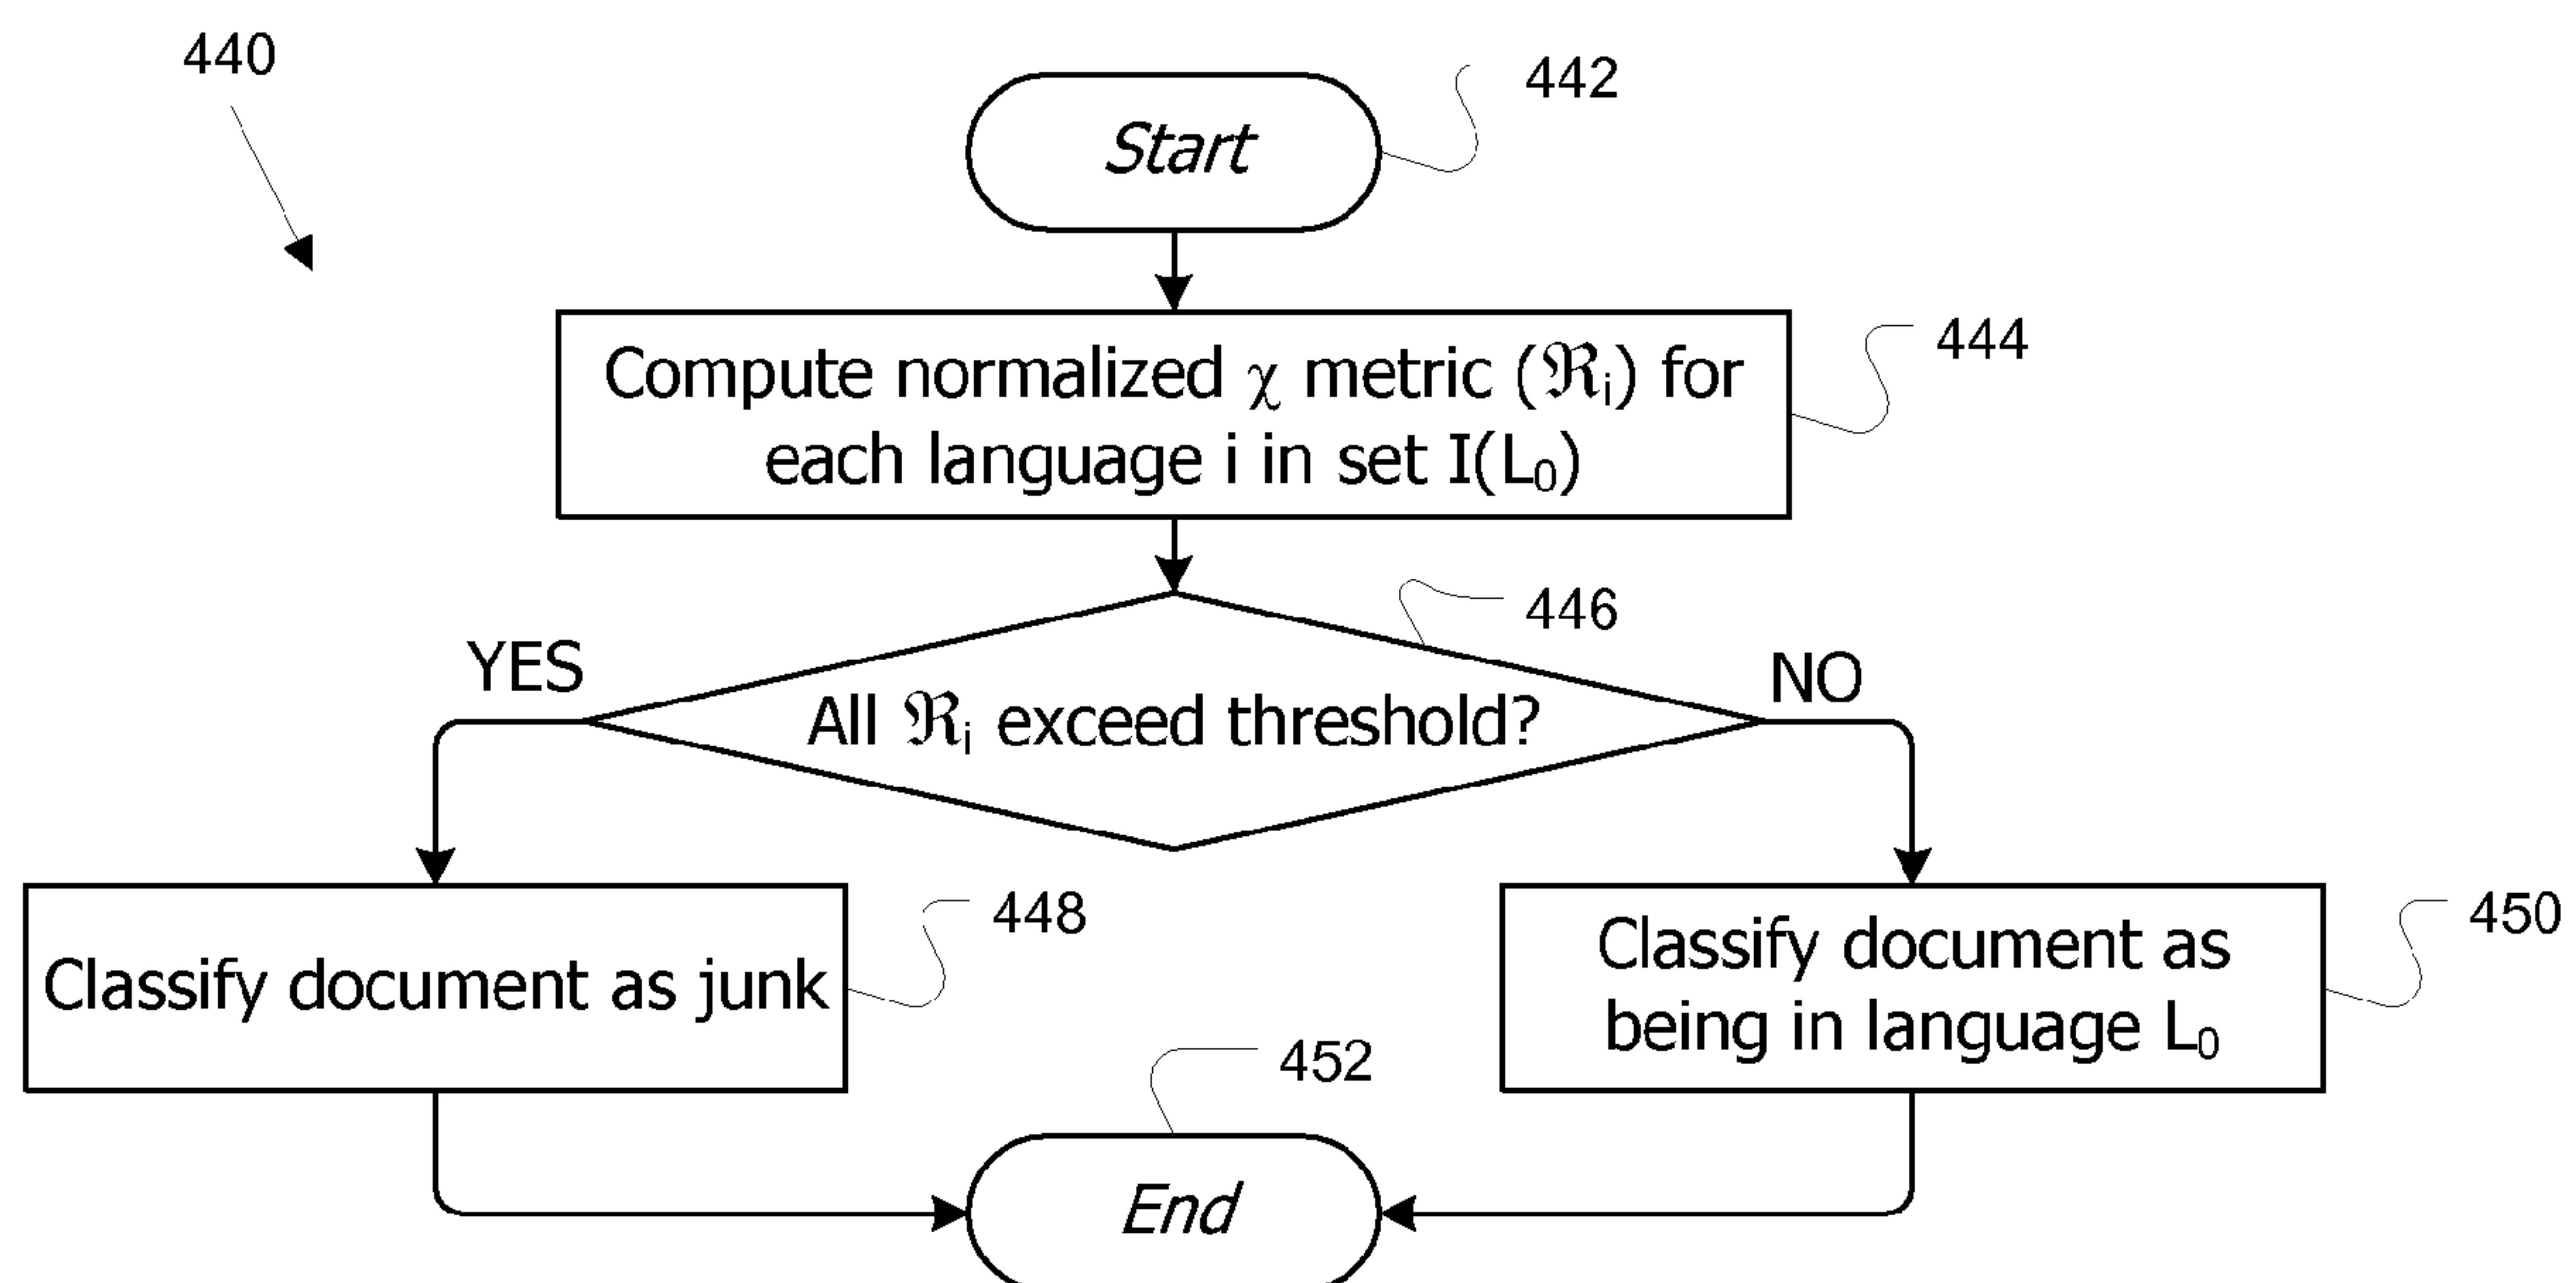 440
Start
442
Compute normalized χ metric (ℜi) for
each language i in set I(L0)
444
446
YES
All ℜi exceed threshold?
NO
Classify document as junk
448
Classify document as
being in language L0
450
452
End